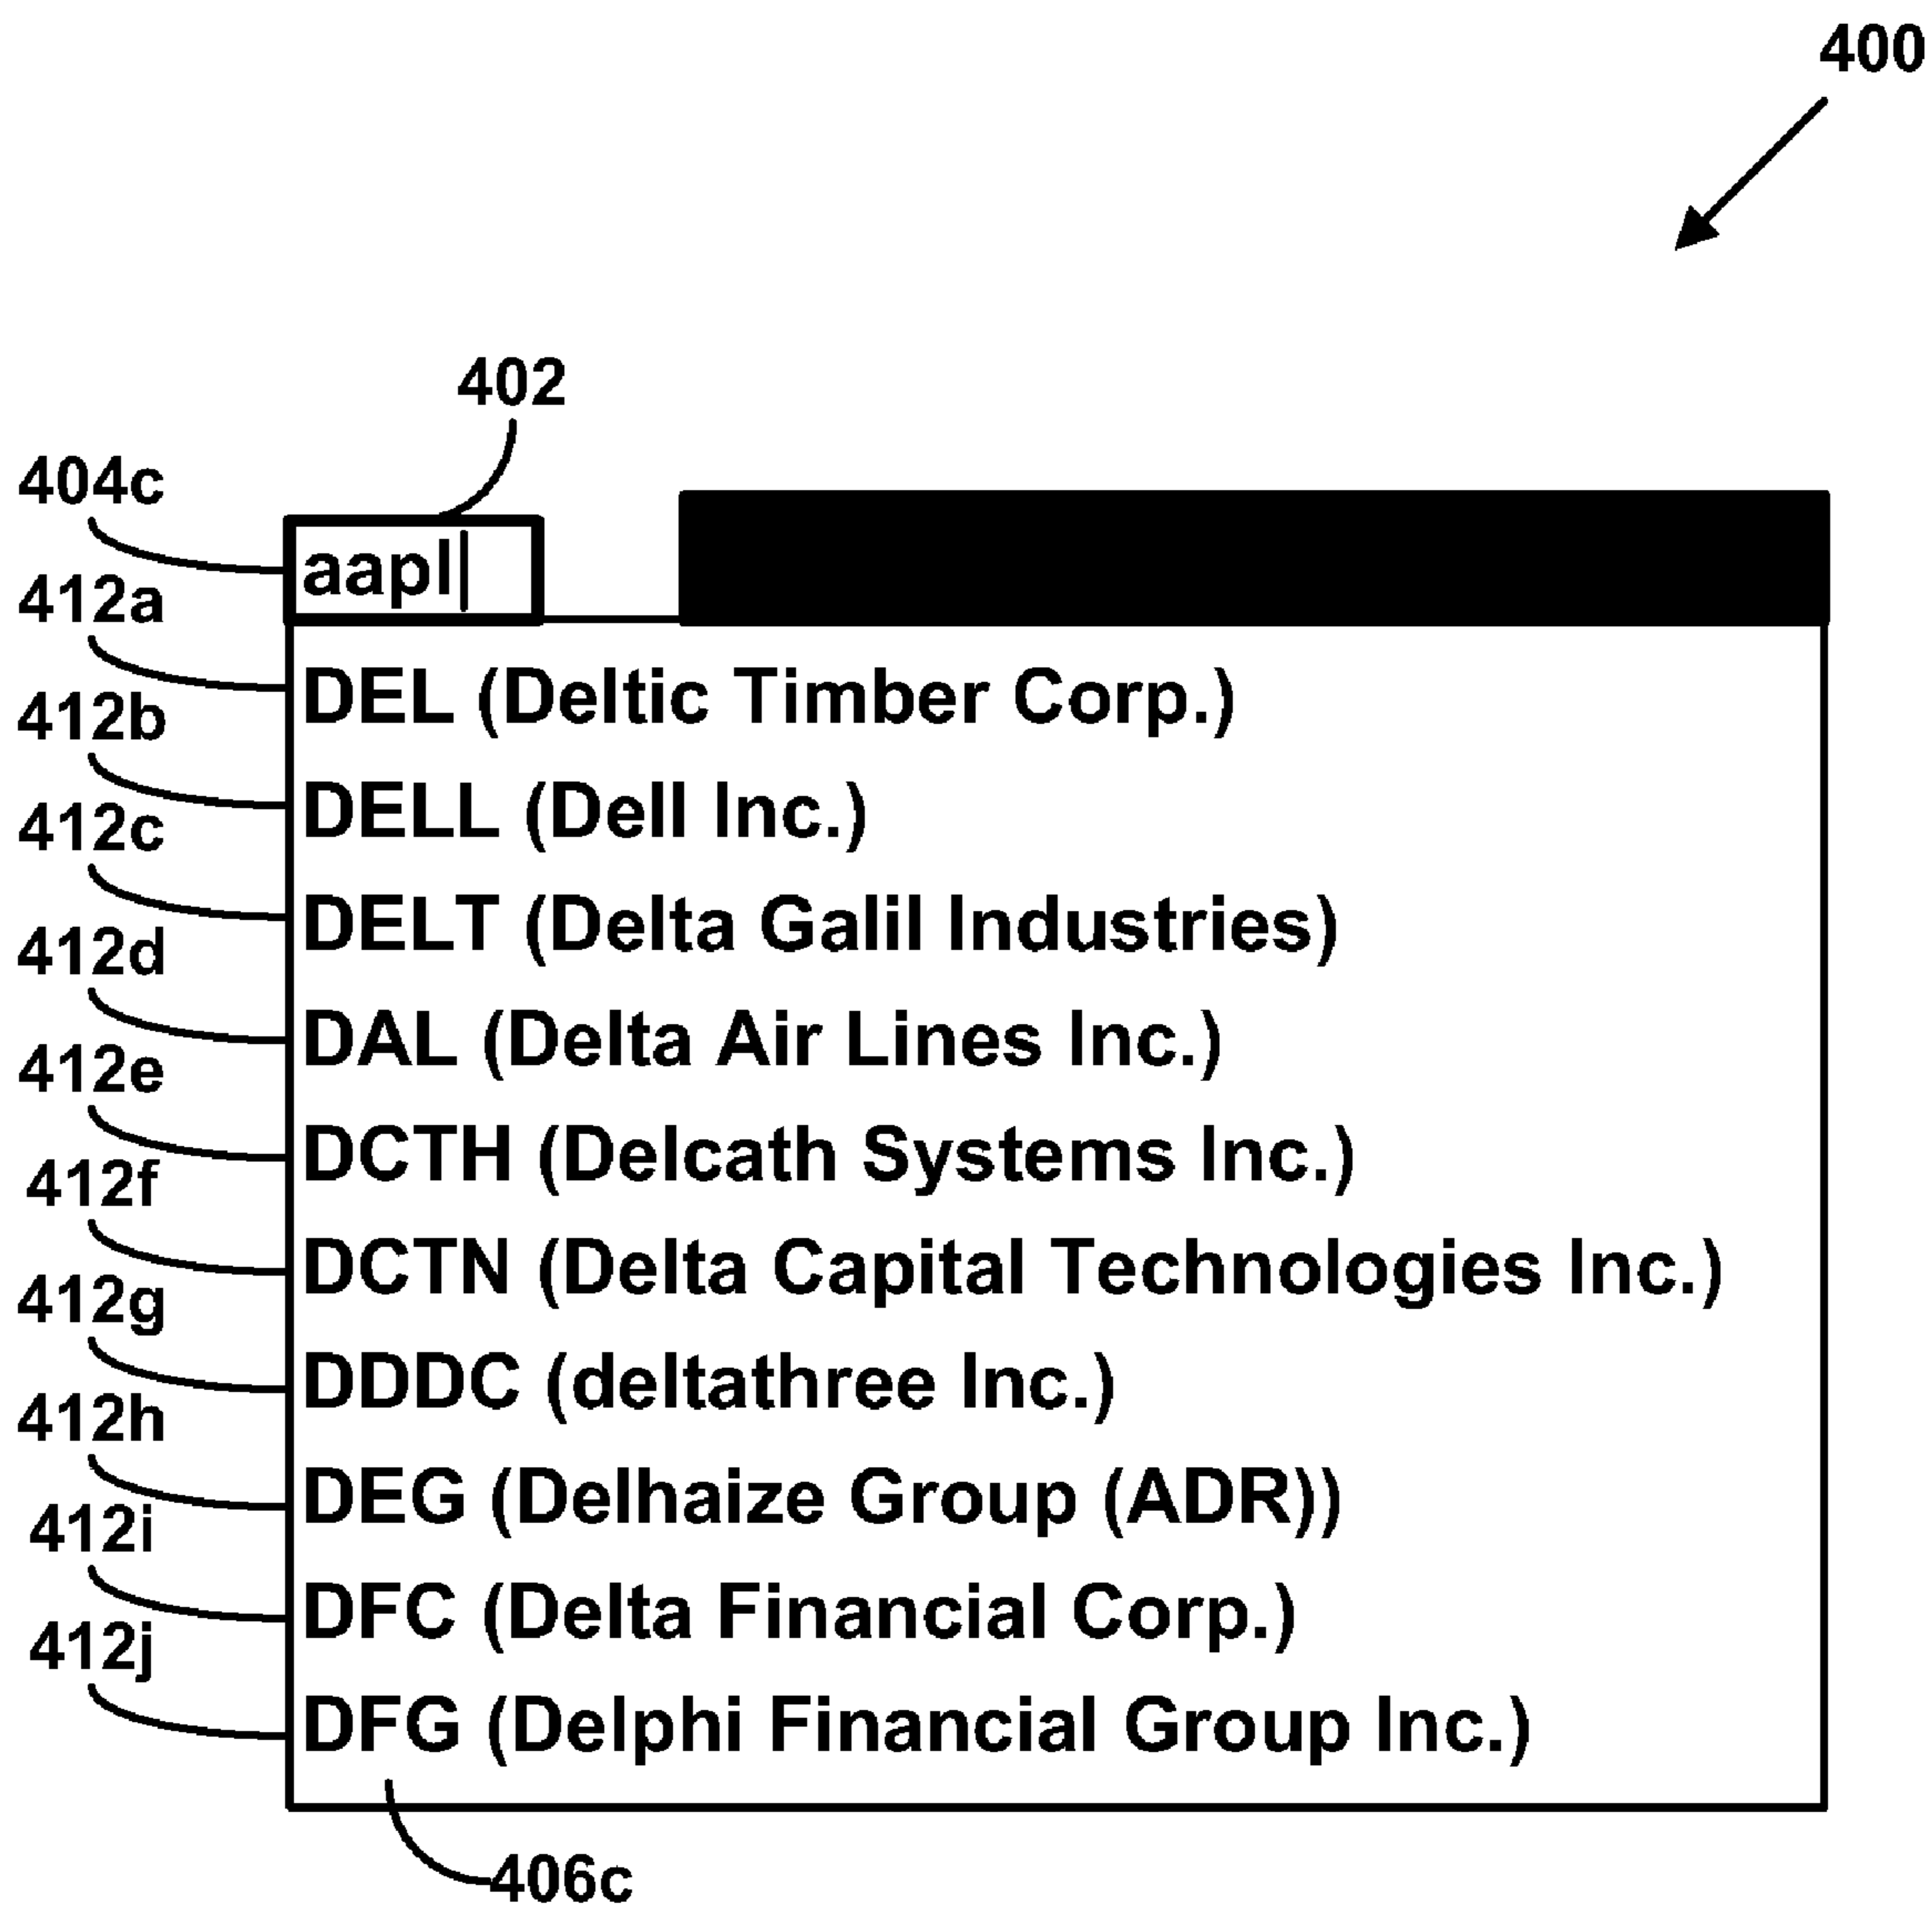 400
402
404c
aapl
412a
DEL (Deltic Timber Corp.)
412b
DELL (Dell Inc.)
412c
DELT (Delta Galil Industries)
412d
DAL (Delta Air Lines Inc.)
412e
DCTH (Delcath Systems Inc.)
412f
DCTN (Delta Capital Technologies Inc.)
412g
DDDC (deltathree Inc.)
412h
DEG (Delhaize Group (ADR))
412i
DFC (Delta Financial Corp.)
412j
DFG (Delphi Financial Group Inc.)
406c